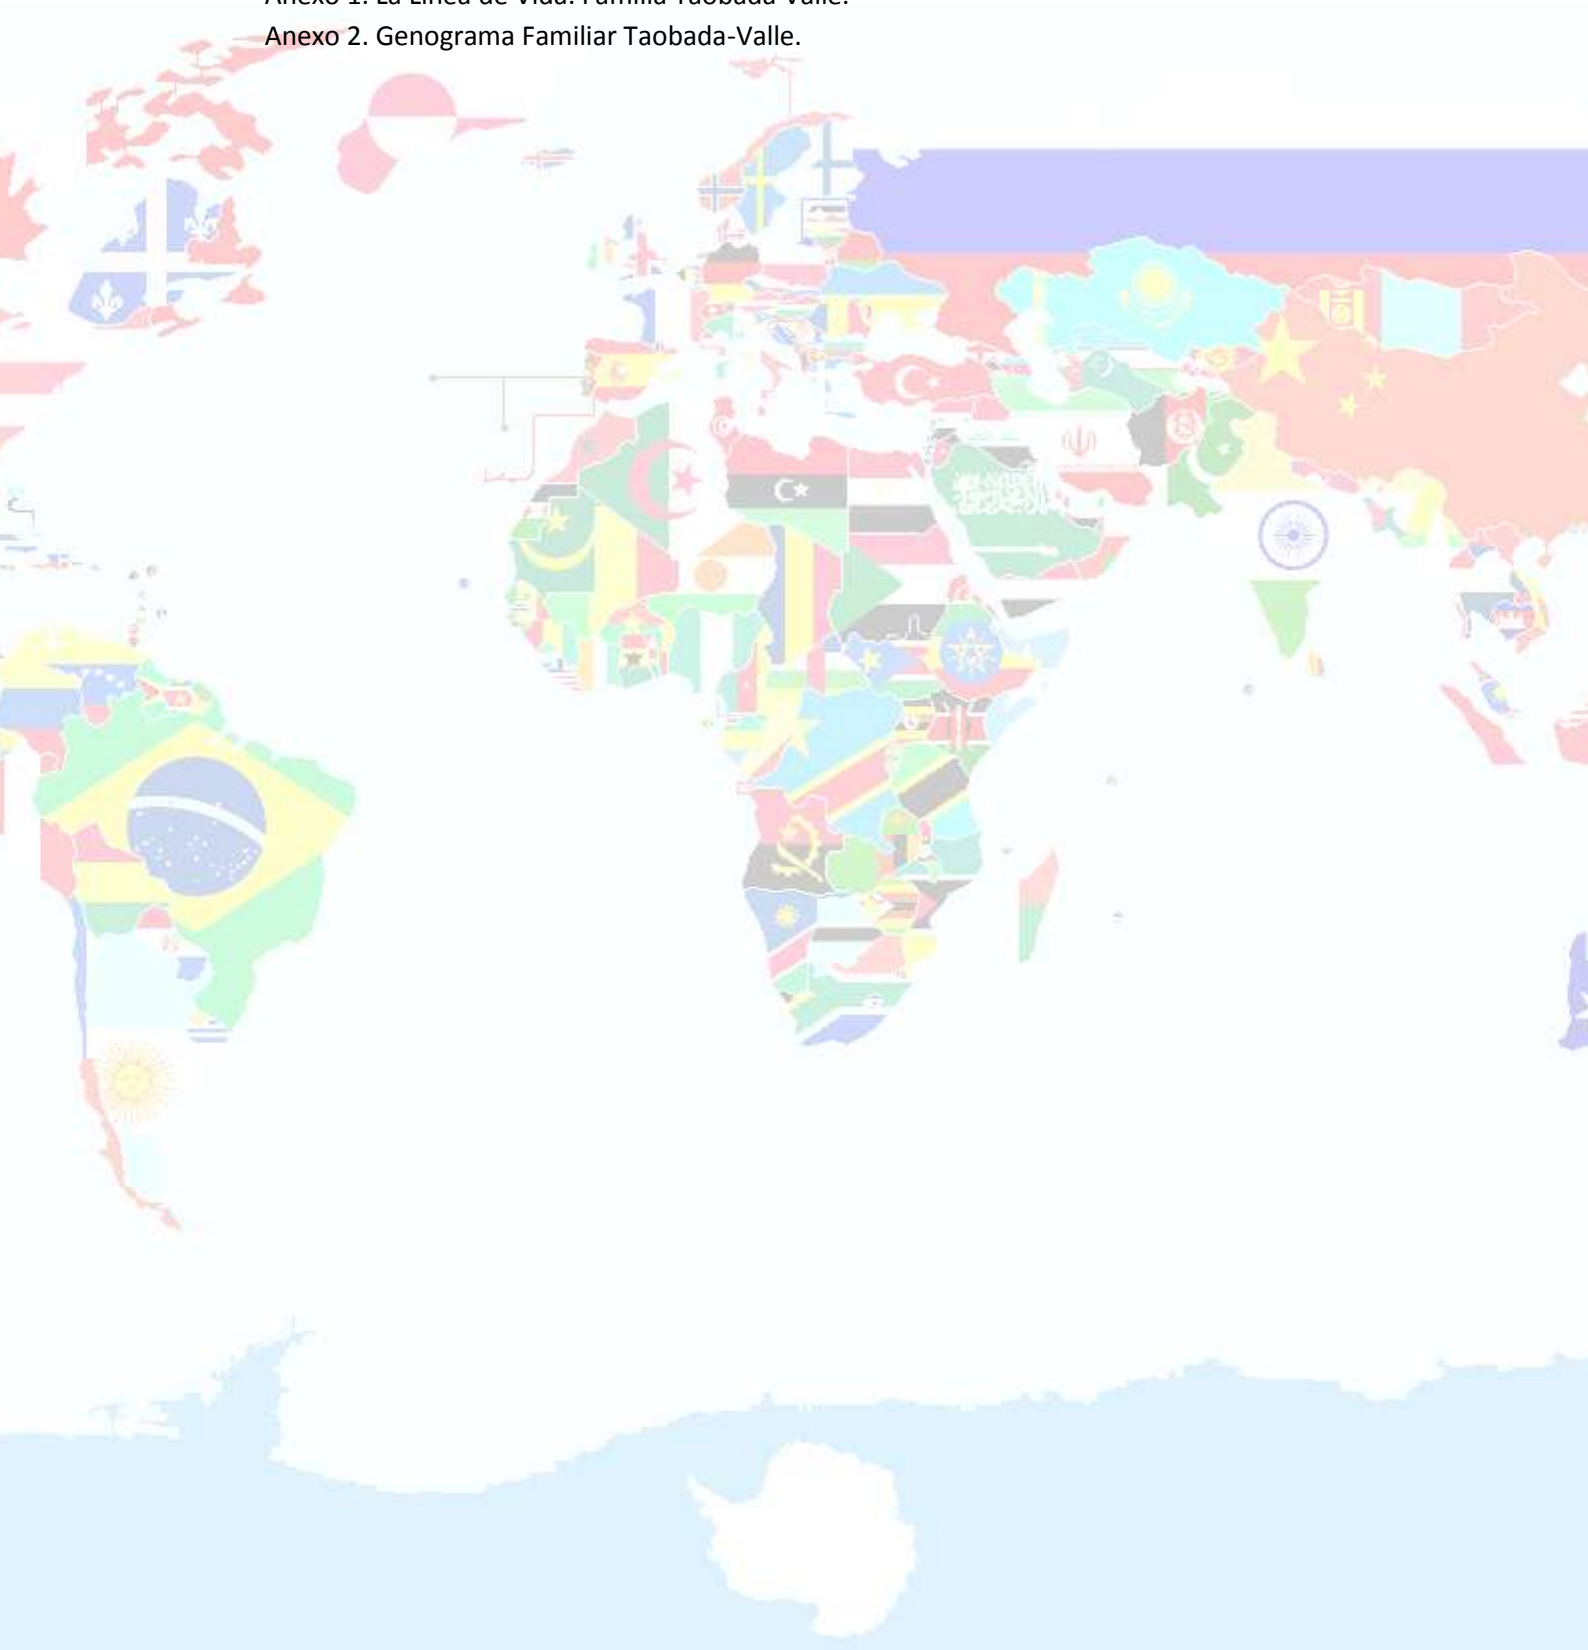 Anexo 1. La Línea de Vida. Familia Taobada-Valle.
Anexo 2. Genograma Familiar Taobada-Valle.